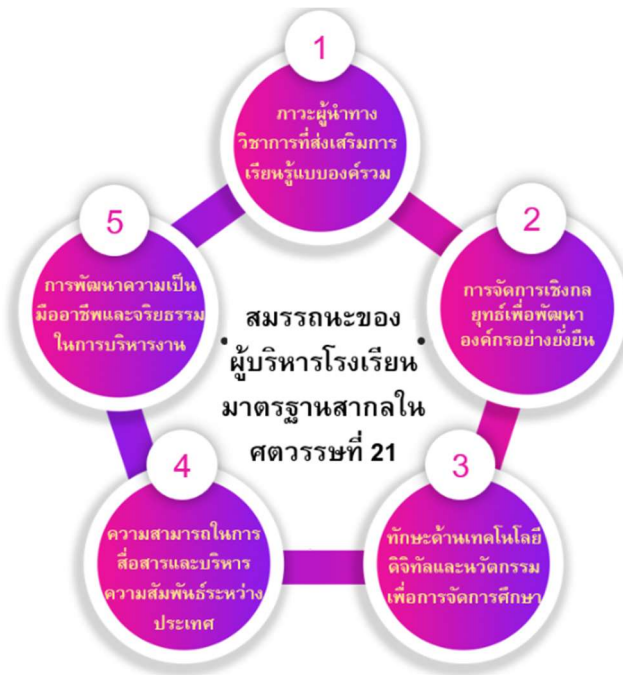 1
ภาวะผู้นำทาง
วิชาการที่ส่งเสริมการ
เรียนรู้แบบองค์รวม
2
การจัดการเชิงกล
ยุทธ์เพื่อพัฒนา
องค์กรอย่างยั่งยืน
3
ทักษะด้านเทคโนโลยี
ดิจิทัลและนวัตกรรม
เพื่อการจัดการศึกษา
4
ความสามารถในการ
สื่อสารและบริหาร
ความสัมพันธ์ระหว่าง
ประเทศ
5
การพัฒนาความเป็น
มืออาชีพและจริยธรรม
ในการบริหารงาน
สมรรถนะของ
ผู้บริหารโรงเรียน
มาตรฐานสากลใน
ศตวรรษที่ 21